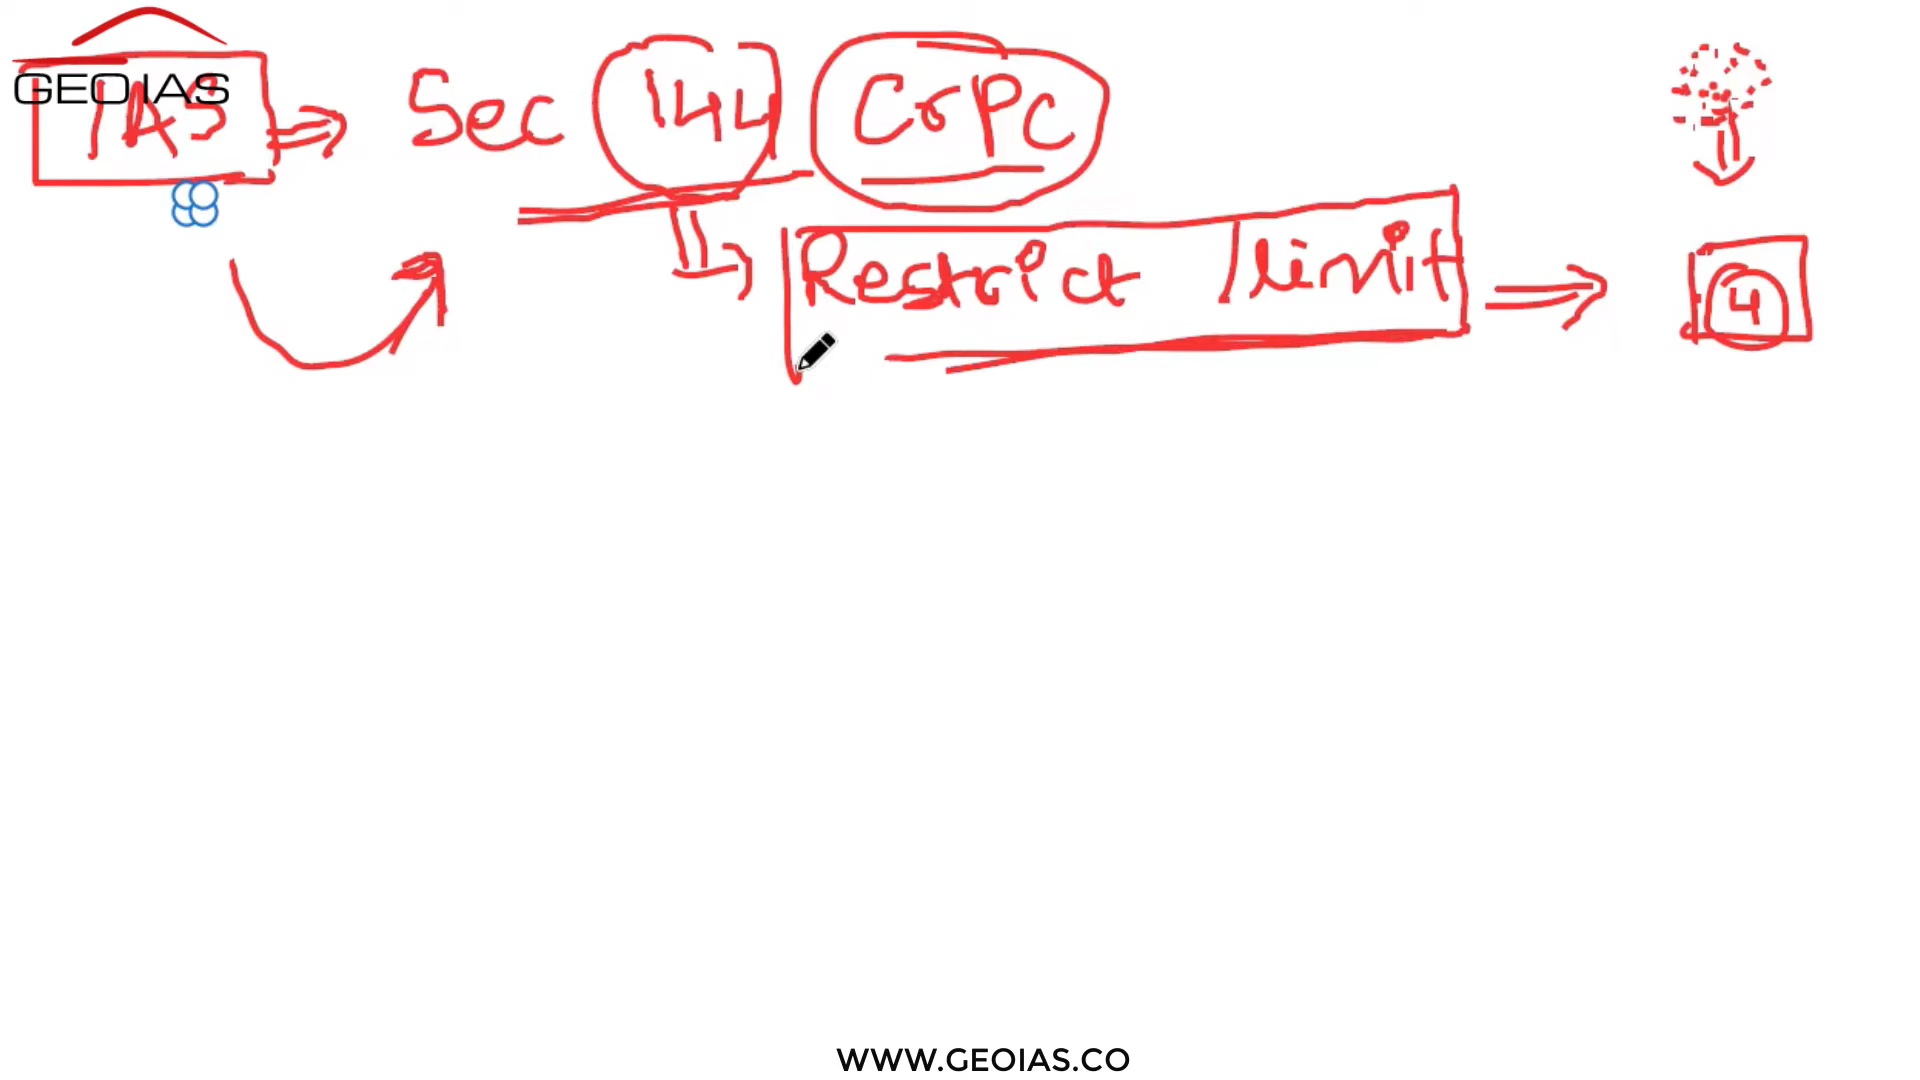 GEOIAS
IAS ⇒ Sec 144 CrPC
Restrict / limit ⇒ 4
WWW.GEOIAS.CO